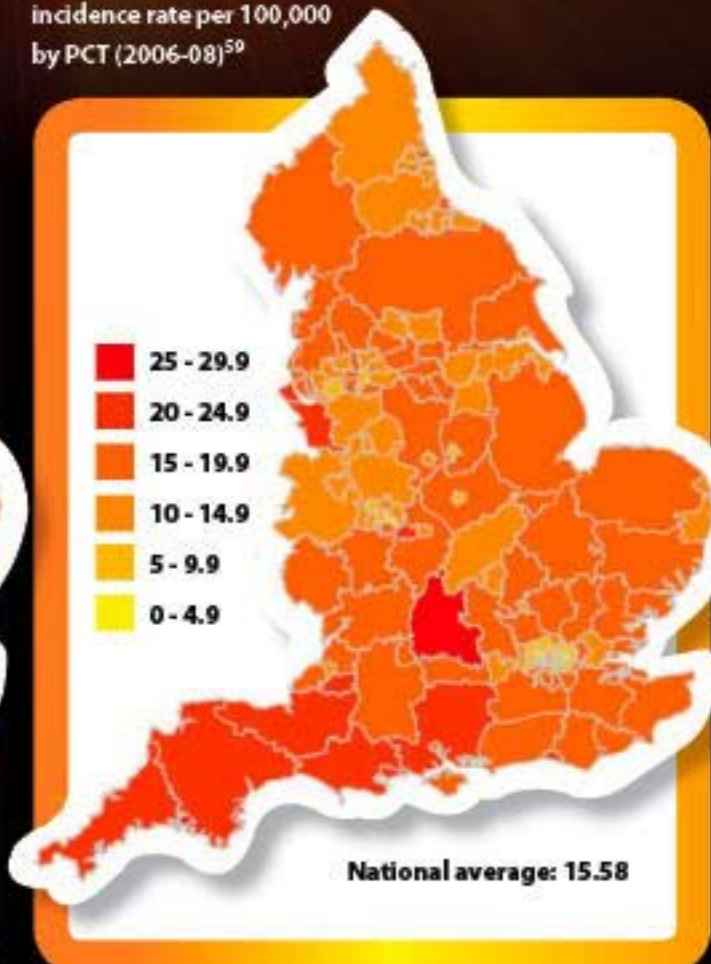 incidence rate per 100,000
by PCT (2006-08)⁵⁹
25 - 29.9
20 - 24.9
15 - 19.9
10 - 14.9
5 - 9.9
0 - 4.9
National average: 15.58